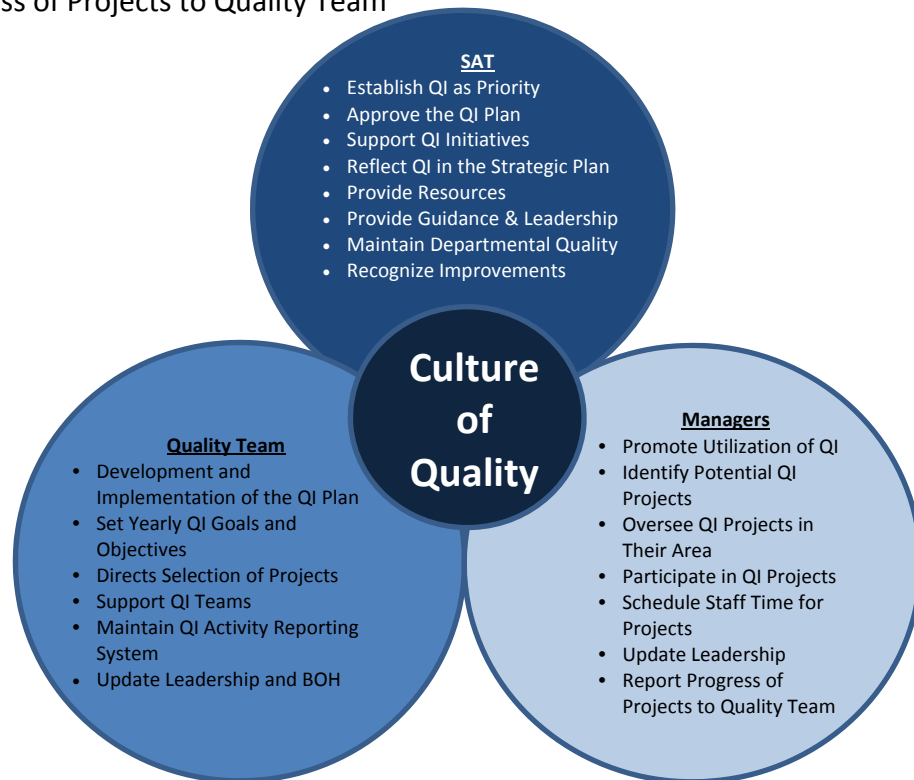 ss of Projects to Quality Team
SAT
• Establish QI as Priority
• Approve the QI Plan
• Support QI Initiatives
• Reflect QI in the Strategic Plan
• Provide Resources
• Provide Guidance & Leadership
• Maintain Departmental Quality
• Recognize Improvements
Culture
of
Quality
Quality Team
• Development and
Implementation of the QI Plan
• Set Yearly QI Goals and
Objectives
• Directs Selection of Projects
• Support QI Teams
• Maintain QI Activity Reporting
System
• Update Leadership and BOH
Managers
• Promote Utilization of QI
• Identify Potential QI
Projects
• Oversee QI Projects in
Their Area
• Participate in QI Projects
• Schedule Staff Time for
Projects
• Update Leadership
• Report Progress of
Projects to Quality Team